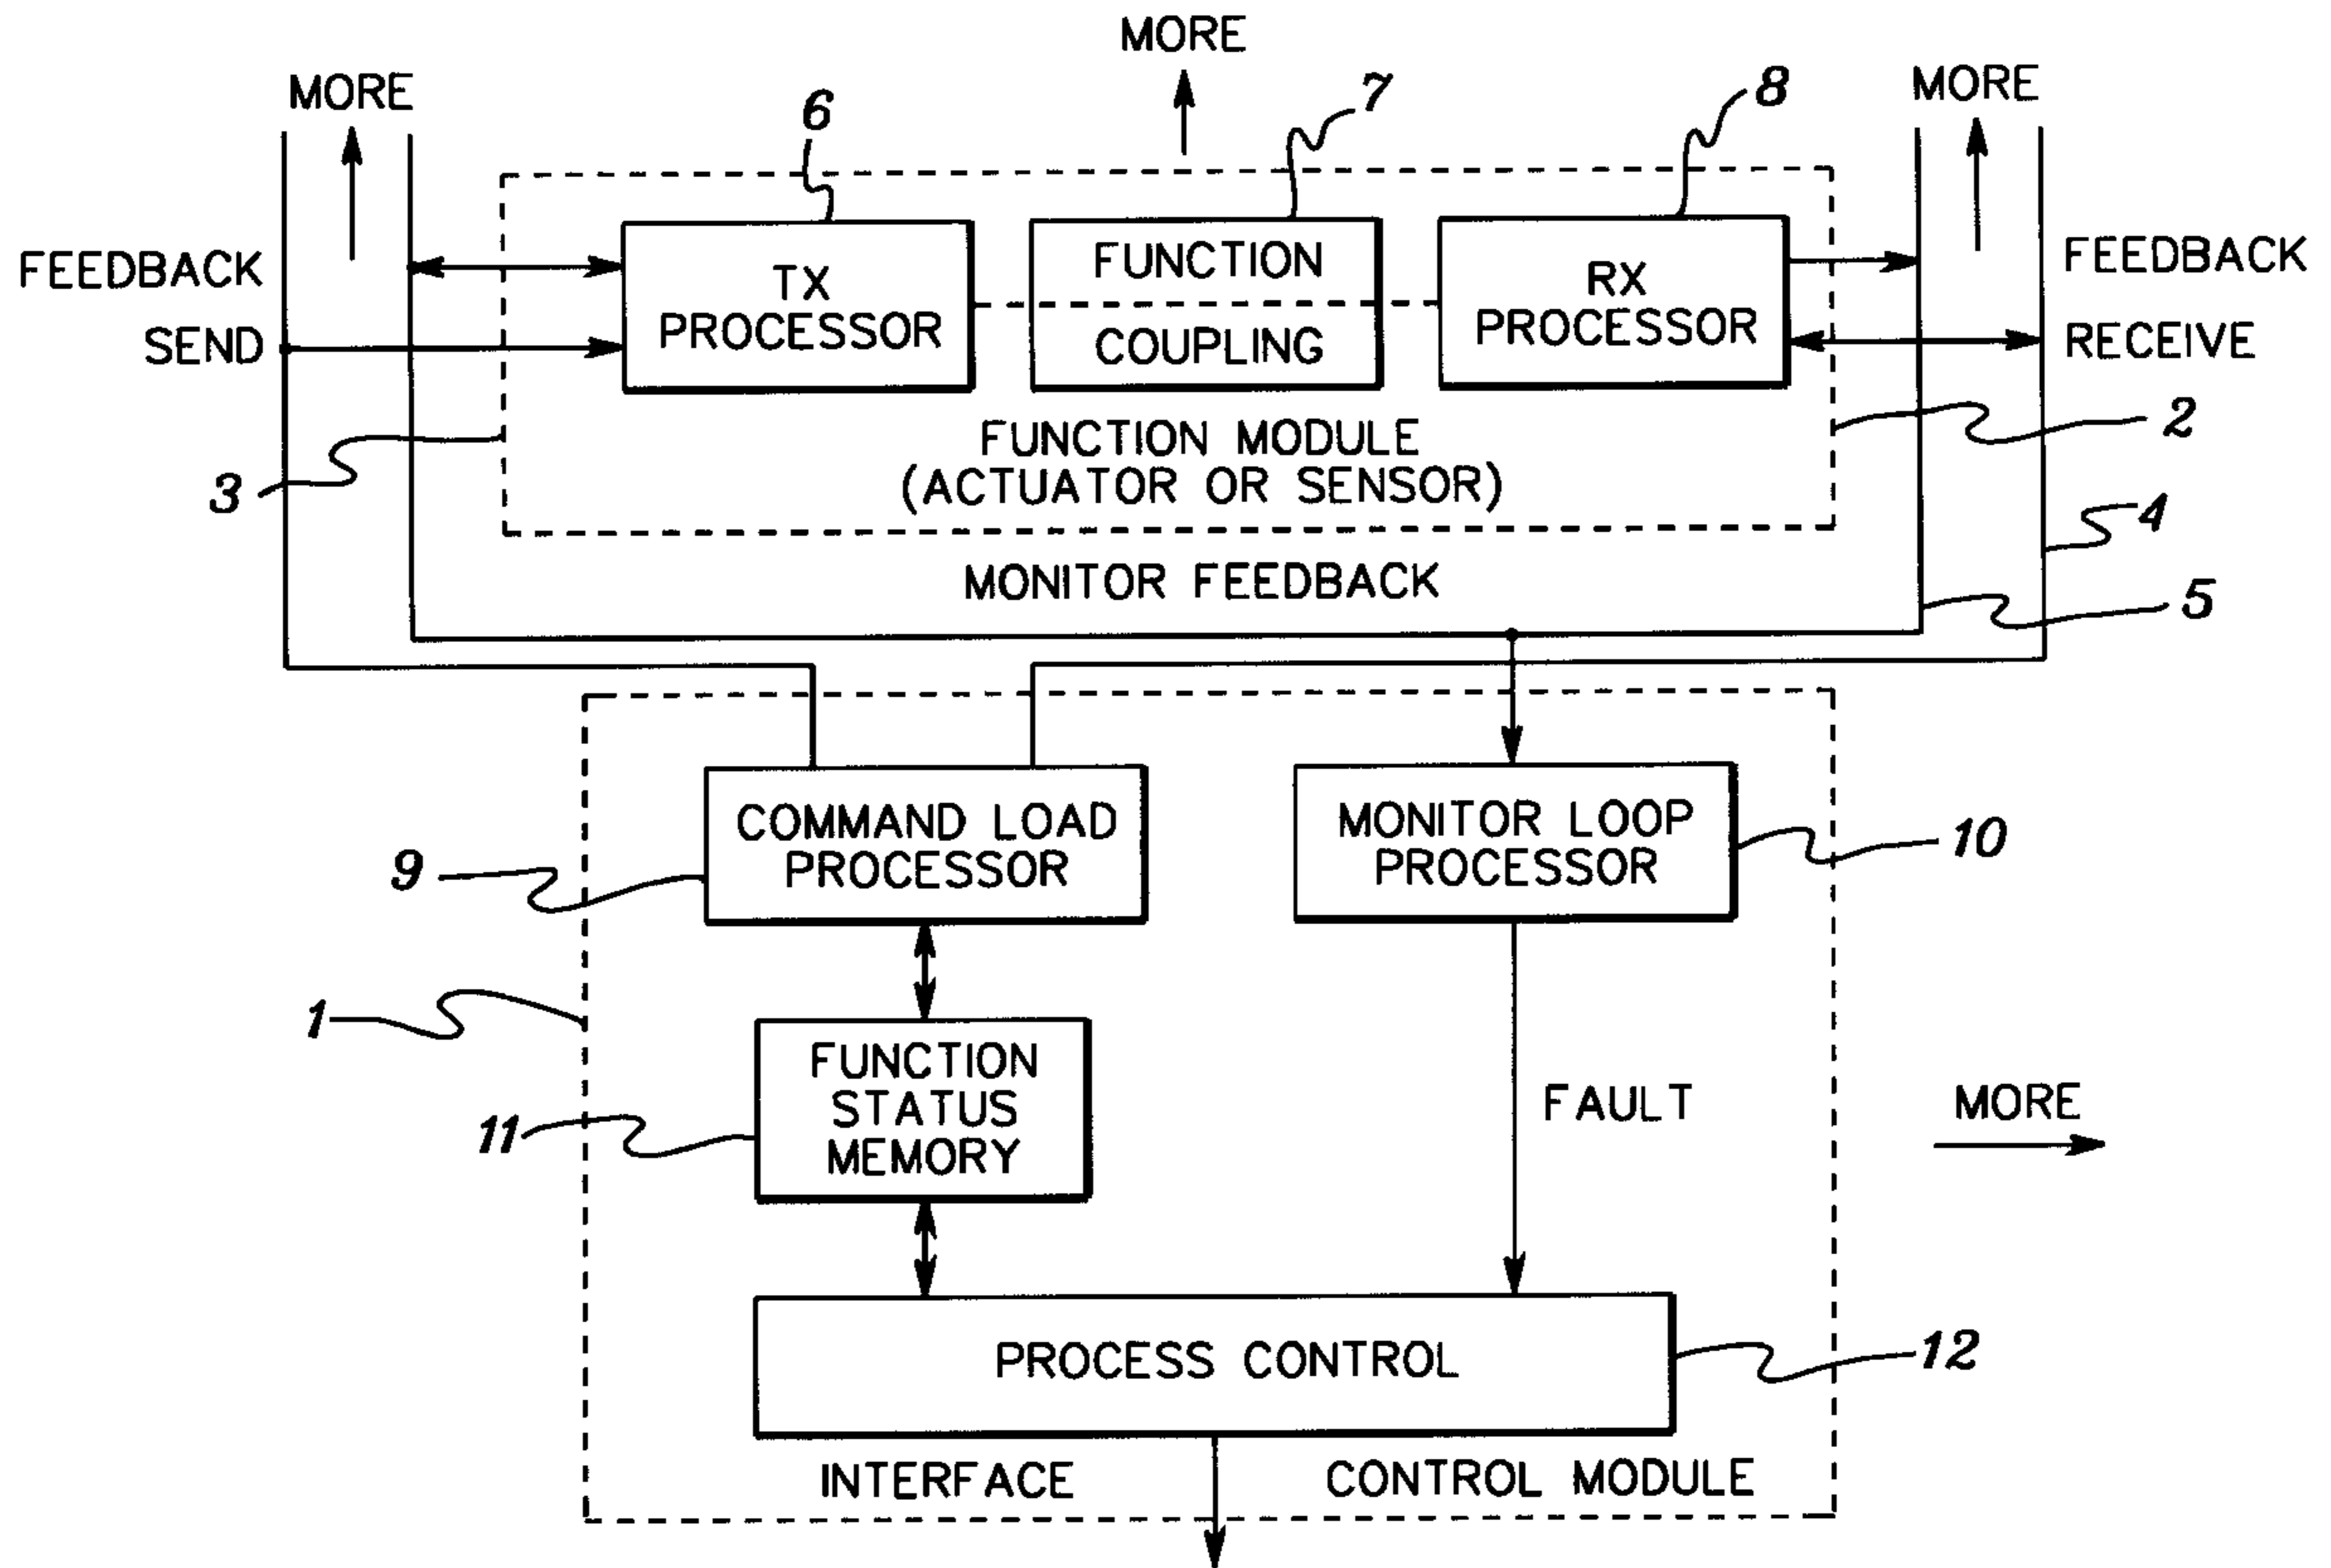 MORE
MORE
MORE
6
7
8
FEEDBACK
SEND
TX
PROCESSOR
FUNCTION
COUPLING
RX
PROCESSOR
FEEDBACK
RECEIVE
FUNCTION MODULE
(ACTUATOR OR SENSOR)
3
2
4
MONITOR FEEDBACK
5
COMMAND LOAD
PROCESSOR
MONITOR LOOP
PROCESSOR
9
10
1
FUNCTION
STATUS
MEMORY
11
FAULT
MORE
PROCESS CONTROL
12
INTERFACE
CONTROL MODULE